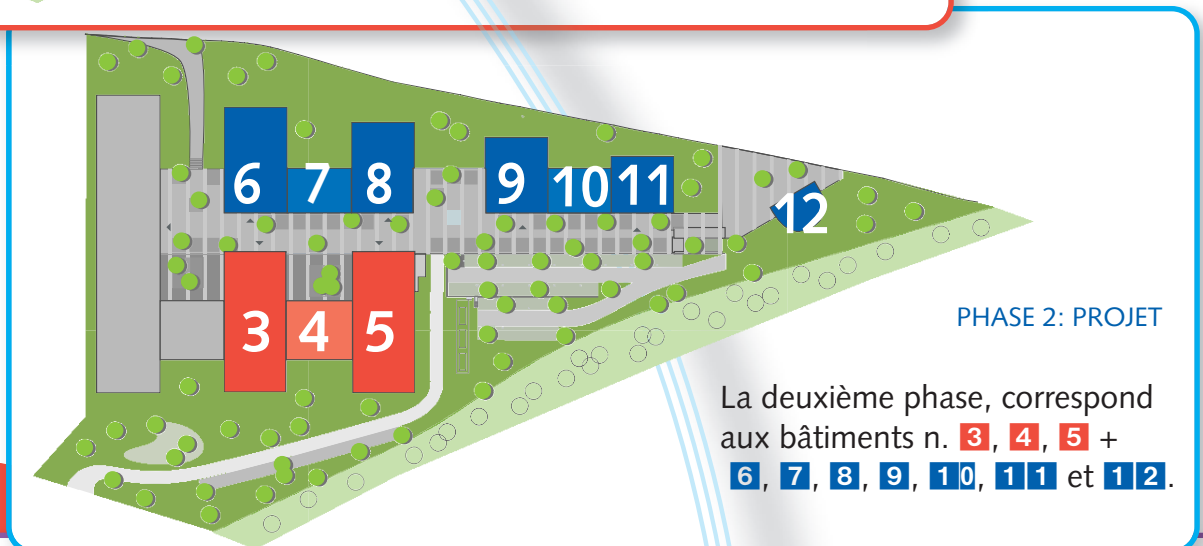 6 7 8 9 10 11 12
3 4 5
PHASE 2: PROJET
La deuxième phase, correspond
aux bâtiments n. 3, 4, 5 +
6, 7, 8, 9, 10, 11 et 12.